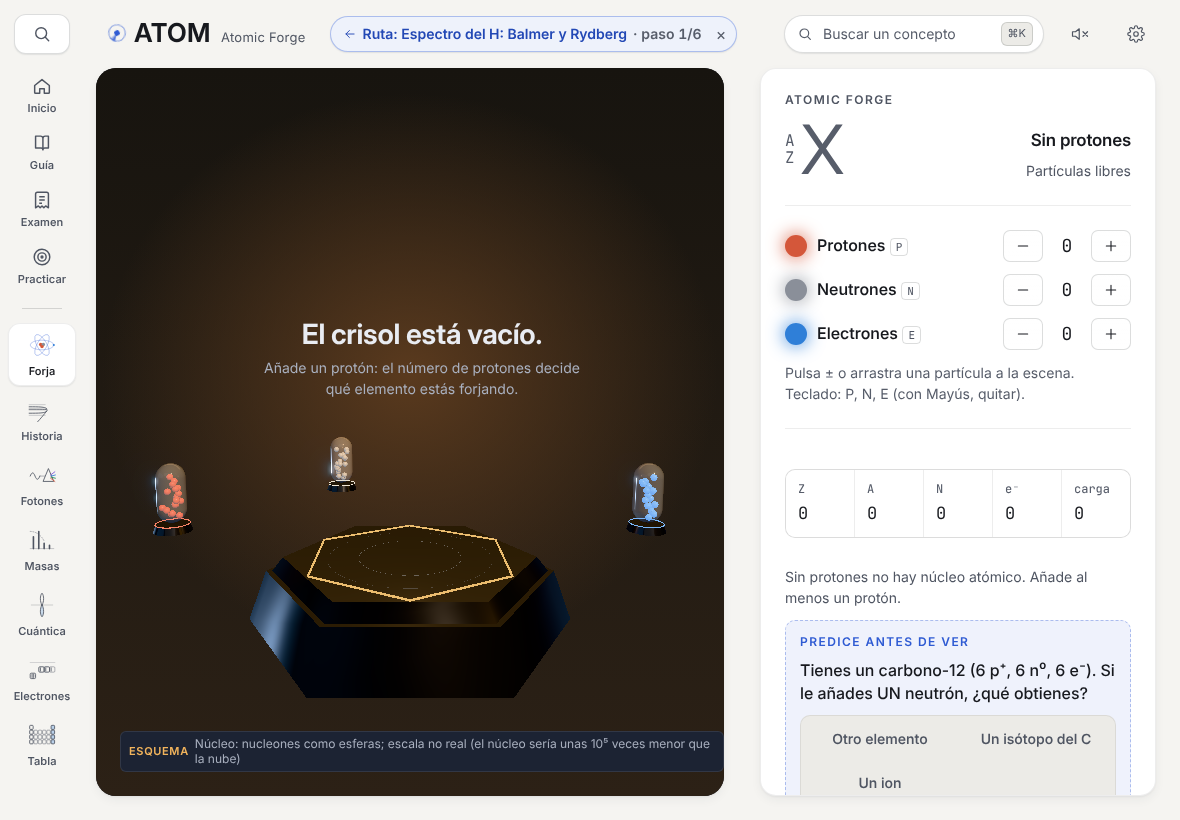 ATOM Atomic Forge
← Ruta: Espectro del H: Balmer y Rydberg · paso 1/6 ×
Buscar un concepto ⌘K
Inicio
Guía
Examen
Practicar
Forja
Historia
Fotones
Masas
Cuántica
Electrones
Tabla
El crisol está vacío.
Añade un protón: el número de protones decide
qué elemento estás forjando.
ESQUEMA
Núcleo: nucleones como esferas; escala no real (el núcleo sería unas 10⁵ veces menor que
la nube)
ATOMIC FORGE
A
Z
X
Sin protones
Partículas libres
Protones P − 0 +
Neutrones N − 0 +
Electrones E − 0 +
Pulsa ± o arrastra una partícula a la escena.
Teclado: P, N, E (con Mayús, quitar).
Z A N e⁻ carga
0 0 0 0 0
Sin protones no hay núcleo atómico. Añade al
menos un protón.
PREDICE ANTES DE VER
Tienes un carbono-12 (6 p⁺, 6 n⁰, 6 e⁻). Si
le añades UN neutrón, ¿qué obtienes?
Otro elemento Un isótopo del C
Un ion